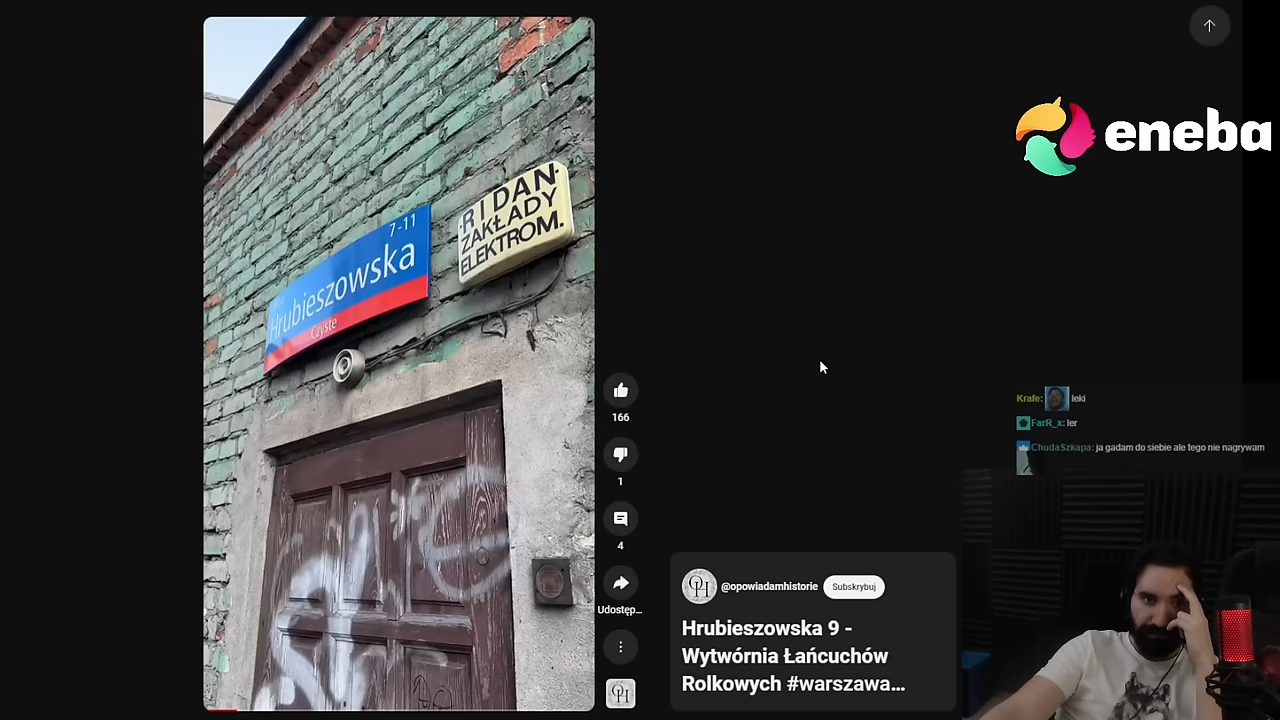 eneba
7-11
Hrubieszowska
Czyste
RIDAN
ZAKŁADY
ELEKTROM.
166
1
4
Udostęp...
@opowiadamhistorie
Subskrybuj
Hrubieszowska 9 -
Wytwórnia Łańcuchów
Rolkowych #warszawa...
Krafe: leki
FarR_x: ler
ChudaSzkapa: ja gadam do siebie ale tego nie nagrywam